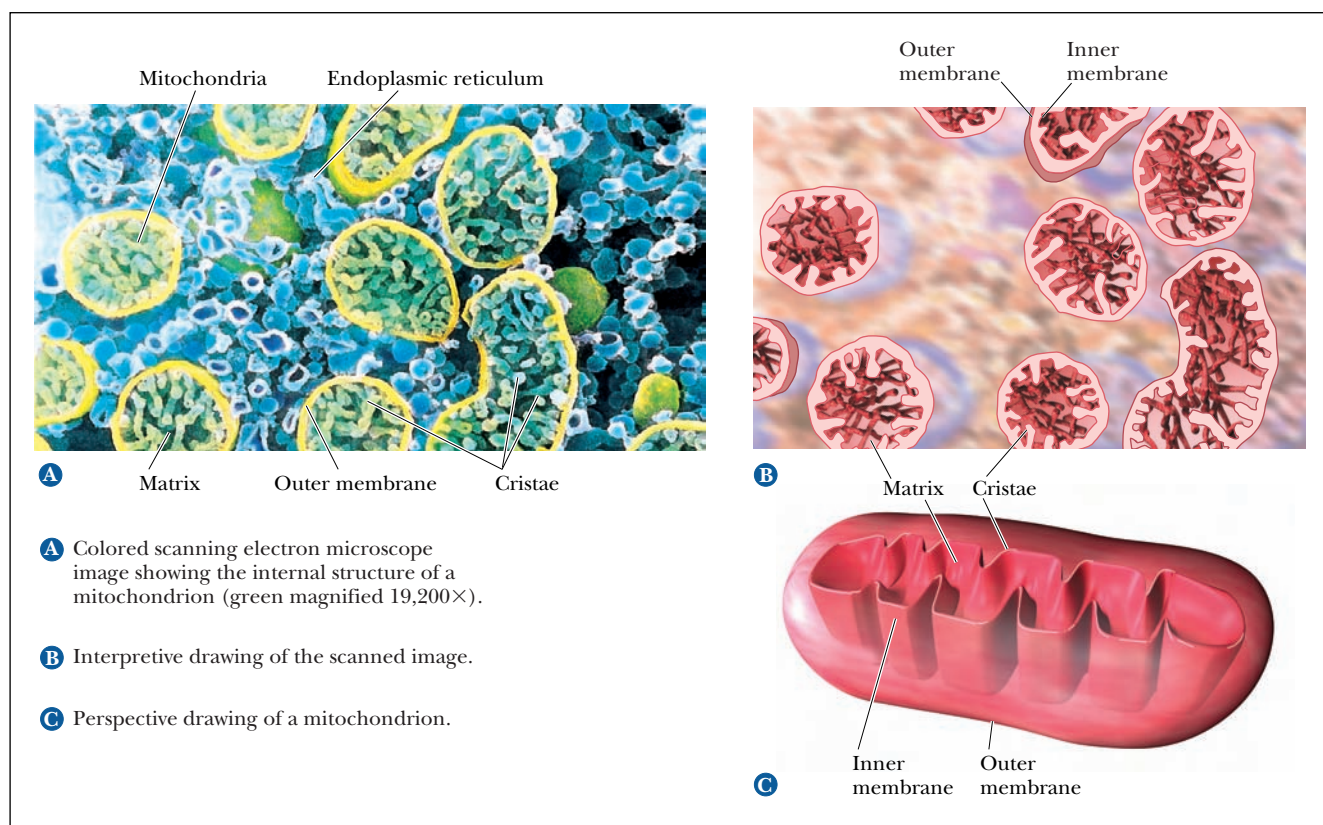 Mitochondria
Endoplasmic reticulum
A
Matrix
Outer membrane
Cristae
A Colored scanning electron microscope
image showing the internal structure of a
mitochondrion (green magnified 19,200×).
B Interpretive drawing of the scanned image.
C Perspective drawing of a mitochondrion.
Outer
membrane
Inner
membrane
B
Matrix
Cristae
Inner
membrane
Outer
membrane
C